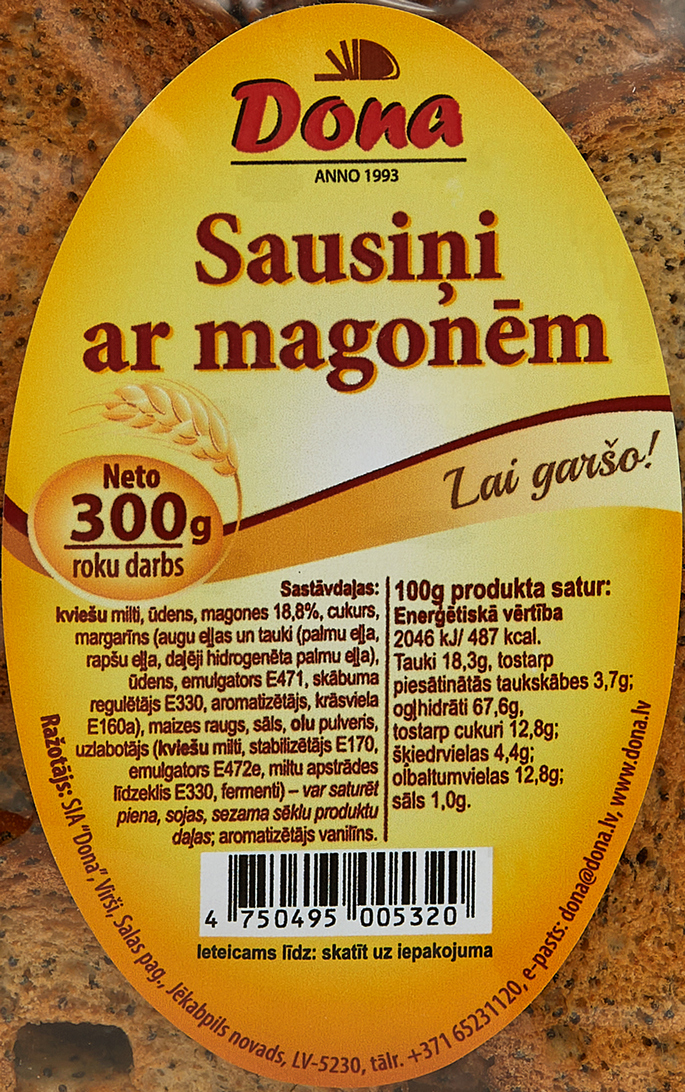 Dona
ANNO 1993
Sausiņi
ar magonēm
Lai garšo!
Neto
300g
roku darbs
Sastāvdaļas:
kviešu milti, ūdens, magones 18,8%, cukurs,
margarīns (augu eļļas un tauki (palmu eļļa,
rapšu eļļa, daļēji hidrogenēta palmu eļļa),
ūdens, emulgators E471, skābuma
regulētājs E330, aromatizētājs, krāsviela
E160a), maizes raugs, sāls, olu pulveris,
uzlabotājs (kviešu milti, stabilizētājs E170,
emulgators E472e, miltu apstrādes
līdzeklis E330, fermenti) – var saturēt
piena, sojas, sezama sēklu produktu
daļas; aromatizētājs vanilīns.
100g produkta satur:
Enerģētiskā vērtība
2046 kJ/ 487 kcal.
Tauki 18,3g, tostarp
piesātinātās taukskābes 3,7g;
ogļhidrāti 67,6g,
tostarp cukuri 12,8g;
šķiedrvielas 4,4g;
olbaltumvielas 12,8g;
sāls 1,0g.
4 750495 005320
Ieteicams līdz: skatīt uz iepakojuma
Ražotājs: SIA "Dona", Virši, Salas pag., Jēkabpils novads, LV-5230, tālr. +371 65231120, e-pasts: dona@dona.lv, www.dona.lv